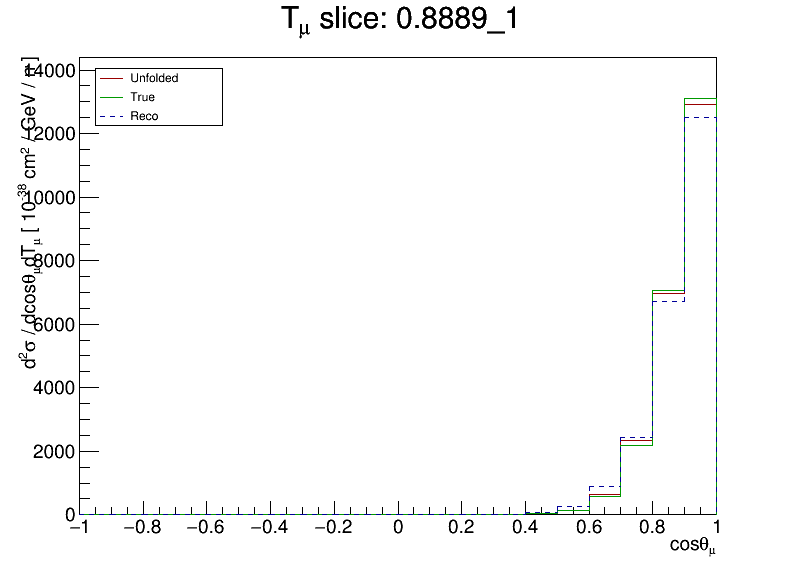 Tμ slice: 0.8889_1
d²σ / dcosθμdTμ [ 10⁻³⁸ cm² / GeV / n]
14000
12000
10000
8000
6000
4000
2000
0
Unfolded
True
Reco
−1 −0.8 −0.6 −0.4 −0.2 0 0.2 0.4 0.6 0.8 1
cosθμ